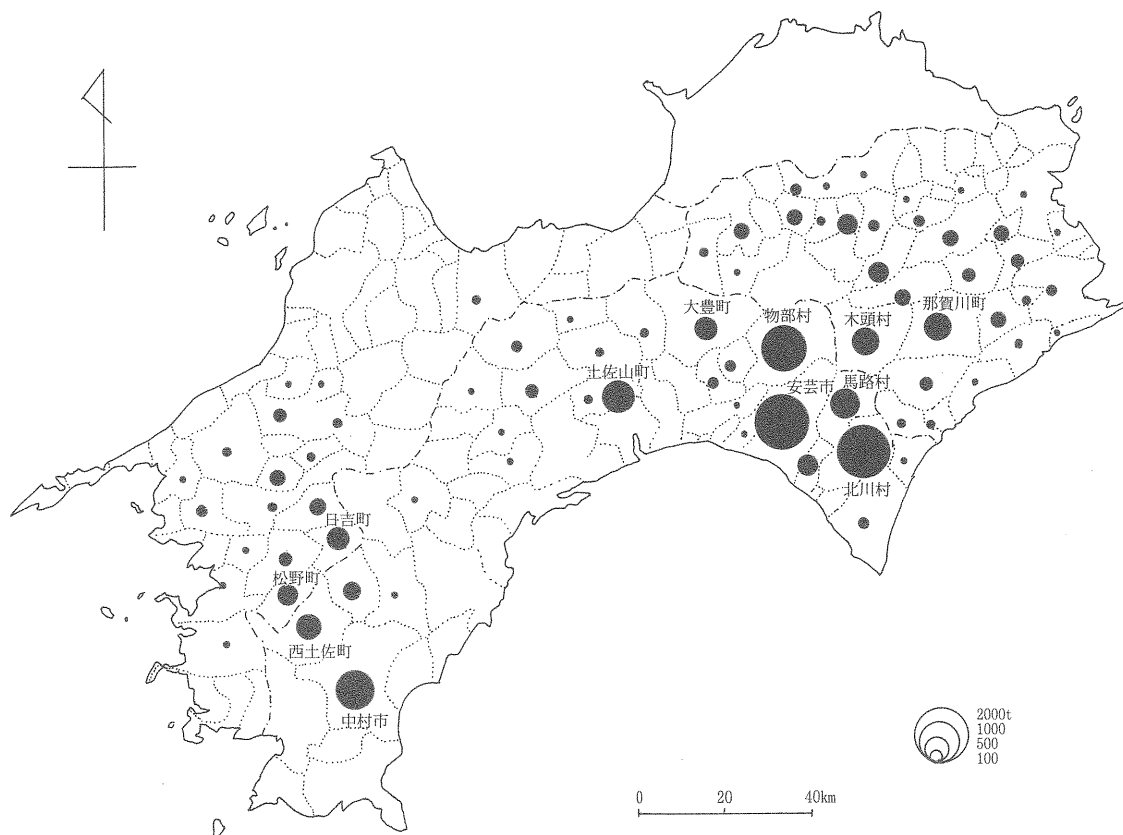 大豊町
物部村
木頭村
那賀川町
土佐山町
安芸市
馬路村
北川村
日吉町
松野町
西土佐町
中村市
2000t
1000
500
100
0 20 40km